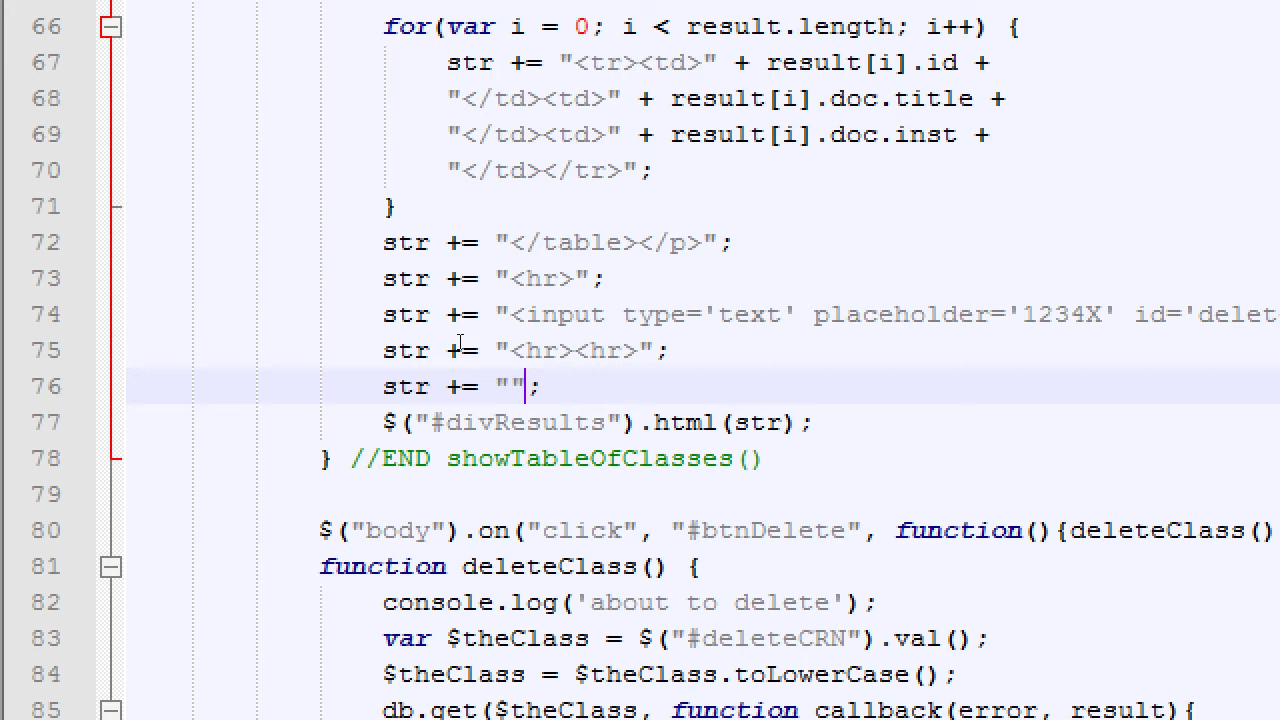 66 for(var i = 0; i < result.length; i++) {
67 str += "<tr><td>" + result[i].id +
68 "</td><td>" + result[i].doc.title +
69 "</td><td>" + result[i].doc.inst +
70 "</td></tr>";
71 }
72 str += "</table></p>";
73 str += "<hr>";
74 str += "<input type='text' placeholder='1234X' id='delet
75 str += "<hr><hr>";
76 str += "";
77 $("#divResults").html(str);
78 } //END showTableOfClasses()
79
80 $("body").on("click", "#btnDelete", function(){deleteClass()
81 function deleteClass() {
82 console.log('about to delete');
83 var $theClass = $("#deleteCRN").val();
84 $theClass = $theClass.toLowerCase();
85 db.get($theClass, function callback(error, result){